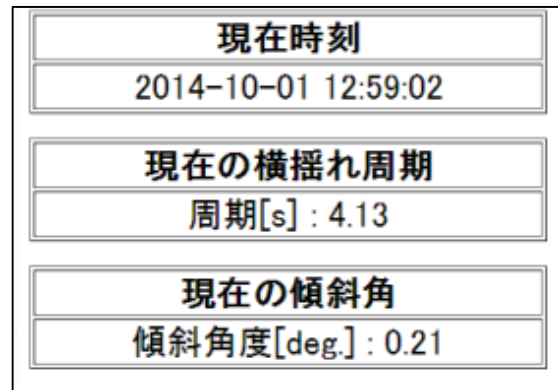 現在時刻
2014-10-01 12:59:02
現在の横揺れ周期
周期[s] : 4.13
現在の傾斜角
傾斜角度[deg.] : 0.21